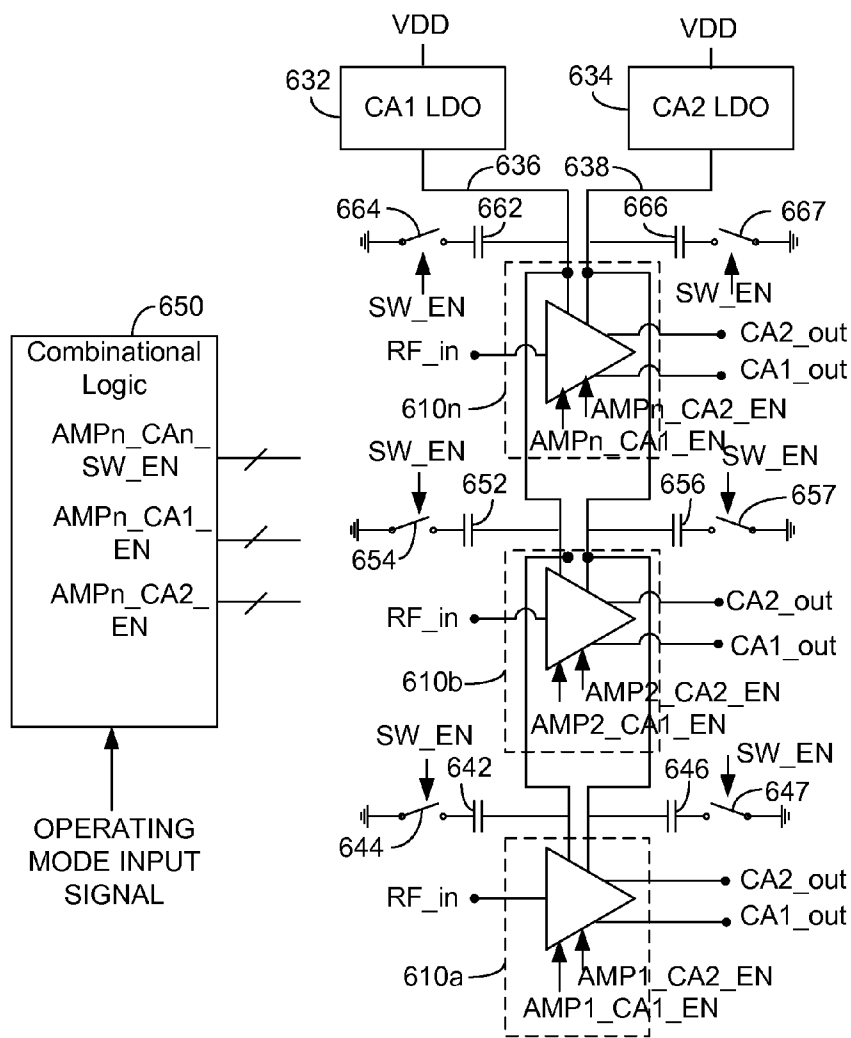 VDD
VDD
632
CA1 LDO
634
CA2 LDO
636
638
664
662
666
667
SW_EN
SW_EN
650
Combinational
Logic
AMPn_CAn_
SW_EN
AMPn_CA1_
EN
AMPn_CA2_
EN
OPERATING
MODE INPUT
SIGNAL
RF_in
CA2_out
CA1_out
610n
AMPn_CA2_EN
AMPn_CA1_EN
SW_EN
SW_EN
652
654
656
657
RF_in
CA2_out
CA1_out
610b
AMP2_CA2_EN
AMP2_CA1_EN
SW_EN
SW_EN
642
644
646
647
RF_in
CA2_out
CA1_out
610a
AMP1_CA2_EN
AMP1_CA1_EN